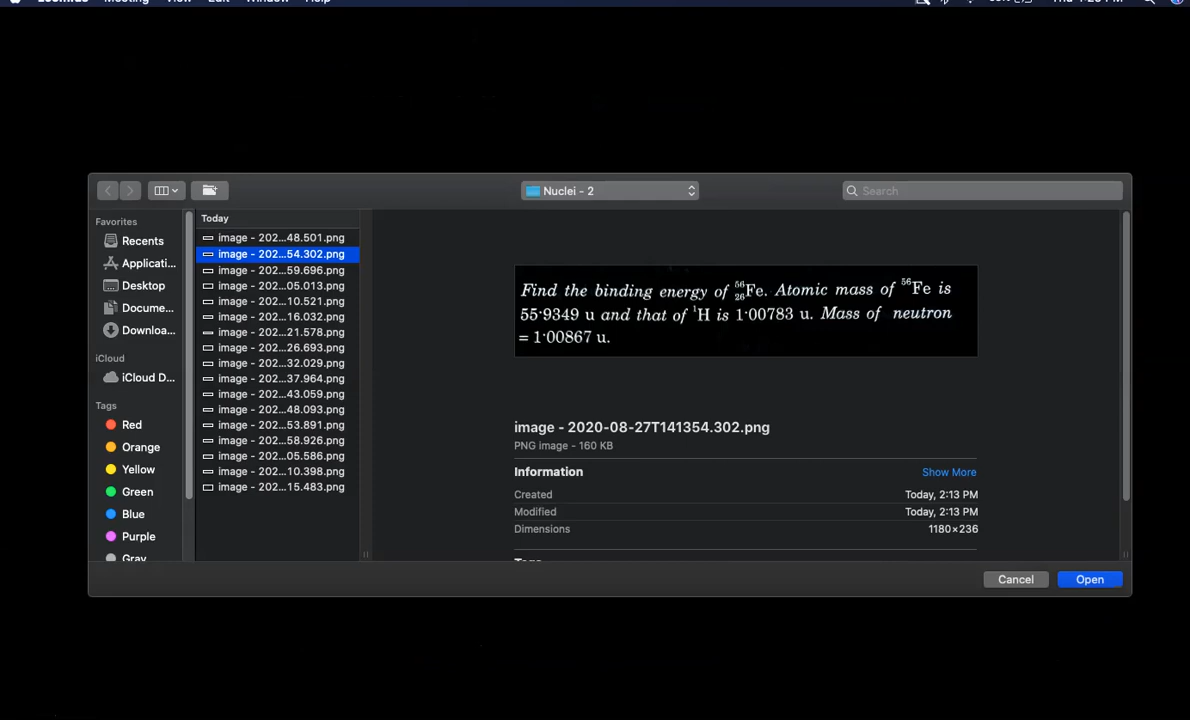 Meeting View Edit Window Help
Nuclei - 2
Search
Favorites
Recents
Applicati...
Desktop
Docume...
Downloa...
iCloud
iCloud D...
Tags
Red
Orange
Yellow
Green
Blue
Purple
Gray
Today
image - 202...48.501.png
image - 202...54.302.png
image - 202...59.696.png
image - 202...05.013.png
image - 202...10.521.png
image - 202...16.032.png
image - 202...21.578.png
image - 202...26.693.png
image - 202...32.029.png
image - 202...37.964.png
image - 202...43.059.png
image - 202...48.093.png
image - 202...53.891.png
image - 202...58.926.png
image - 202...05.586.png
image - 202...10.398.png
image - 202...15.483.png
Find the binding energy of ⁵⁶₂₆Fe. Atomic mass of ⁵⁶Fe is
55·9349 u and that of ¹H is 1·00783 u. Mass of neutron
= 1·00867 u.
image - 2020-08-27T141354.302.png
PNG image - 160 KB
Information Show More
Created Today, 2:13 PM
Modified Today, 2:13 PM
Dimensions 1180×236
Tags
Cancel Open